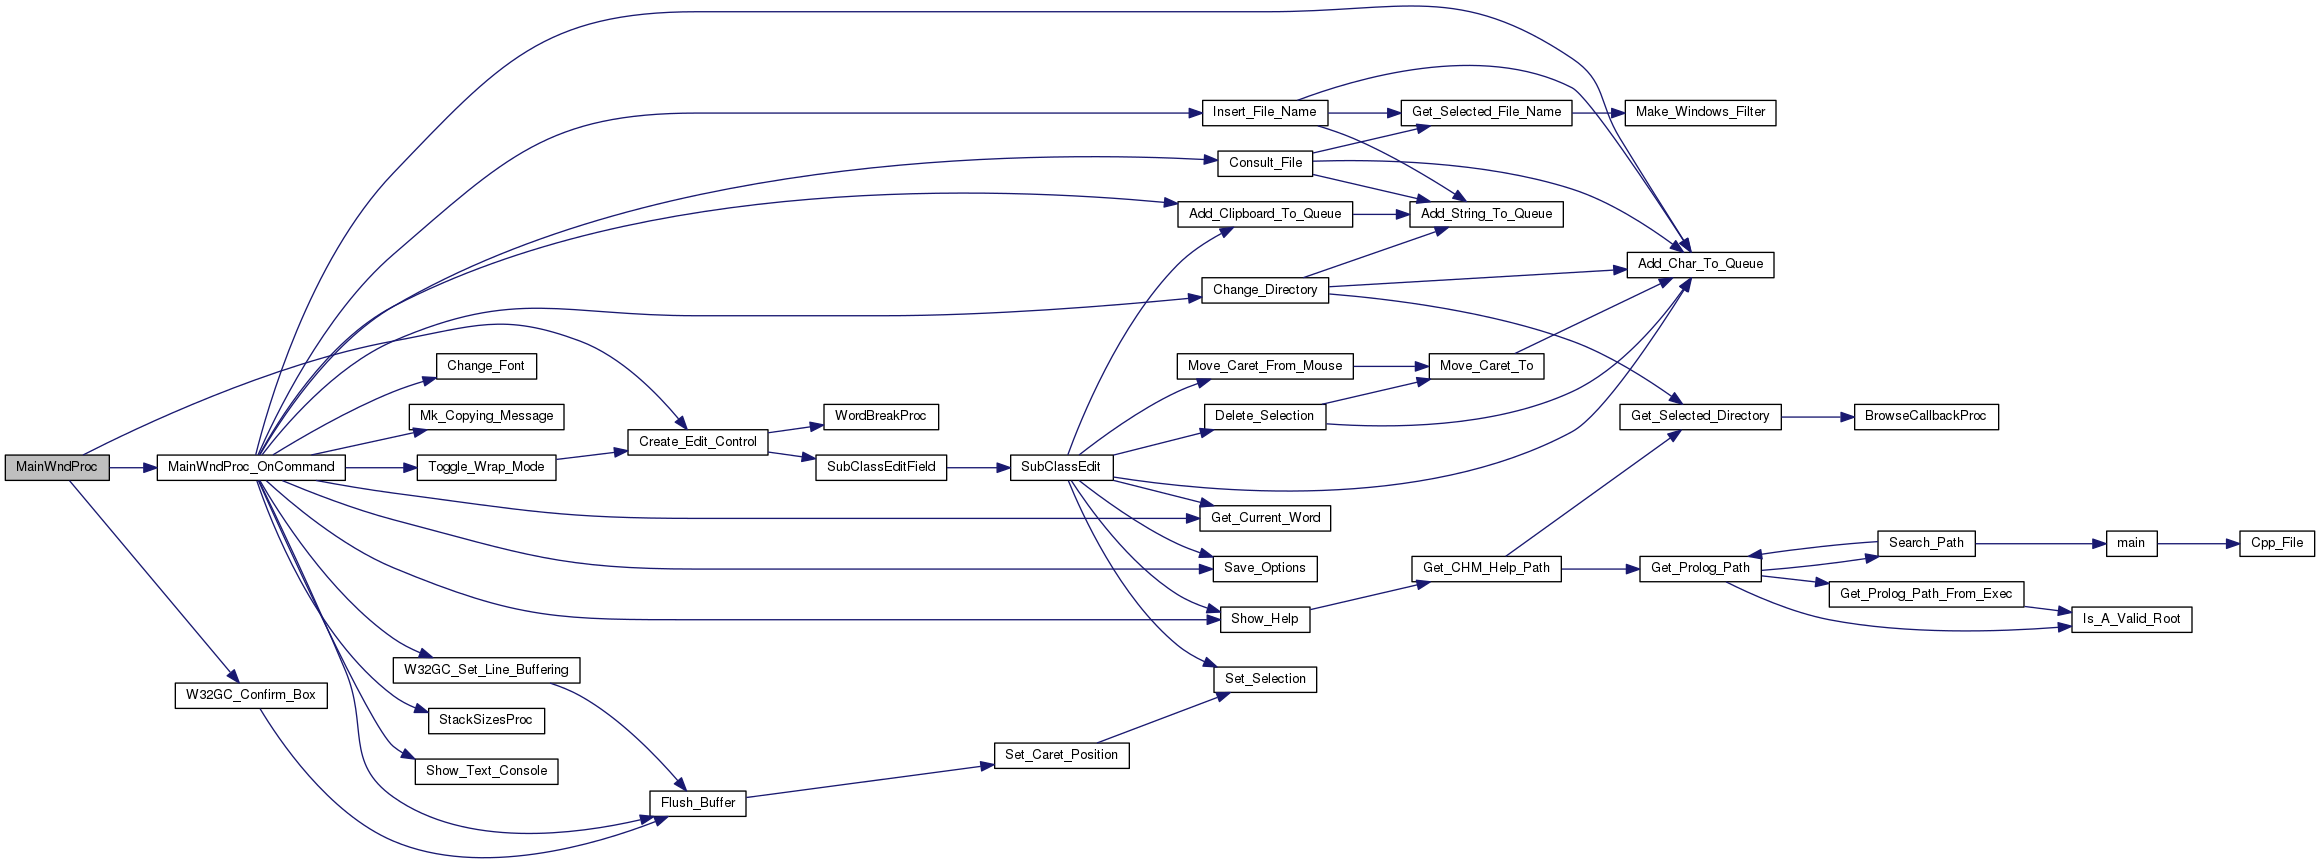 MainWndProc
MainWndProc_OnCommand
W32GC_Confirm_Box
Change_Font
Mk_Copying_Message
Toggle_Wrap_Mode
W32GC_Set_Line_Buffering
StackSizesProc
Show_Text_Console
Create_Edit_Control
Flush_Buffer
WordBreakProc
SubClassEditField
SubClassEdit
Set_Caret_Position
Insert_File_Name
Consult_File
Add_Clipboard_To_Queue
Change_Directory
Move_Caret_From_Mouse
Delete_Selection
Get_Current_Word
Save_Options
Show_Help
Set_Selection
Get_Selected_File_Name
Add_String_To_Queue
Move_Caret_To
Get_CHM_Help_Path
Make_Windows_Filter
Add_Char_To_Queue
Get_Selected_Directory
Get_Prolog_Path
BrowseCallbackProc
Search_Path
Get_Prolog_Path_From_Exec
main
Is_A_Valid_Root
Cpp_File